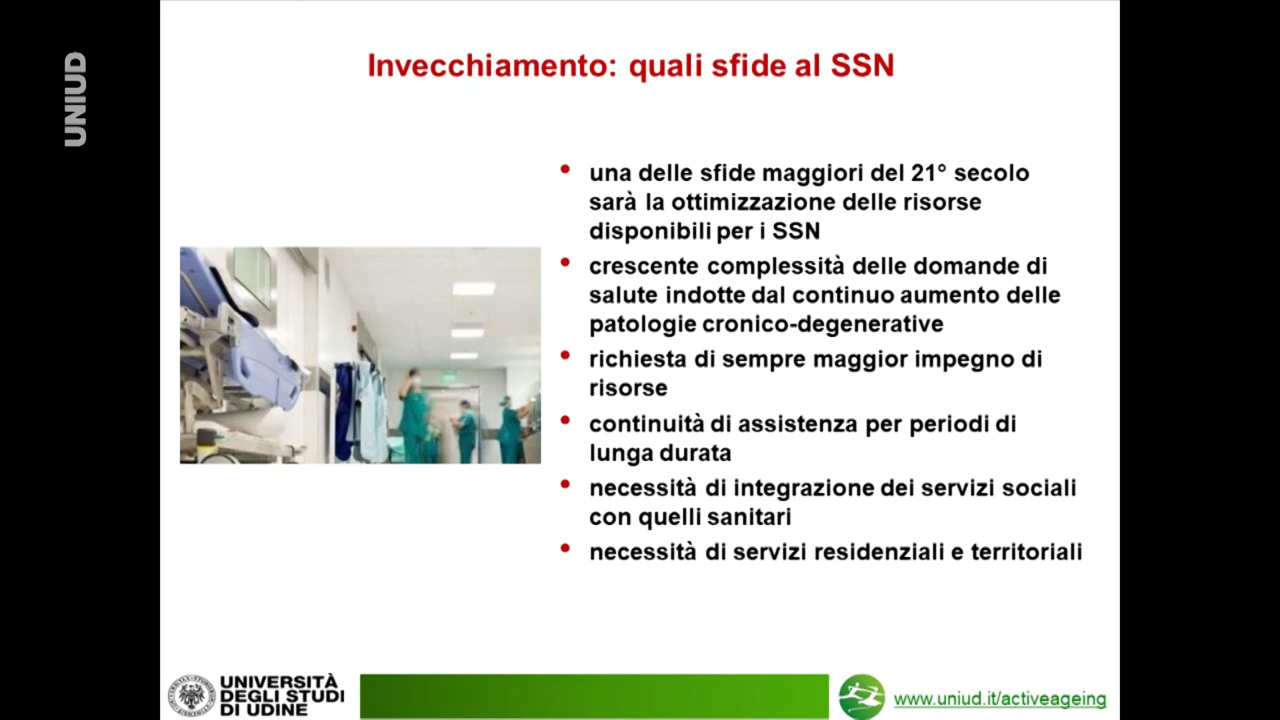 UNIUD
Invecchiamento: quali sfide al SSN
• una delle sfide maggiori del 21° secolo
sarà la ottimizzazione delle risorse
disponibili per i SSN
• crescente complessità delle domande di
salute indotte dal continuo aumento delle
patologie cronico-degenerative
• richiesta di sempre maggior impegno di
risorse
• continuità di assistenza per periodi di
lunga durata
• necessità di integrazione dei servizi sociali
con quelli sanitari
• necessità di servizi residenziali e territoriali
UNIVERSITÀ
DEGLI STUDI
DI UDINE
www.uniud.it/activeageing